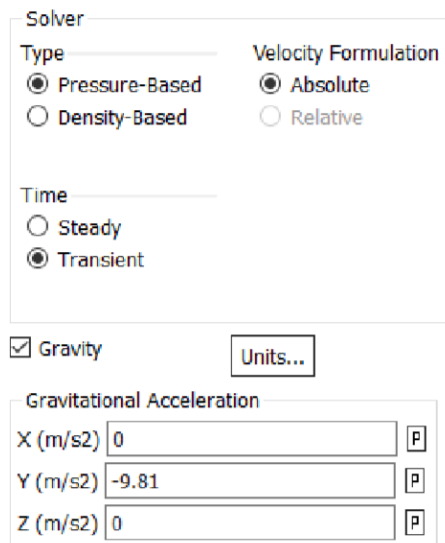 Solver
Type Velocity Formulation
Pressure-Based Absolute
Density-Based Relative
Time
Steady
Transient
Gravity Units...
Gravitational Acceleration
X (m/s2) 0 P
Y (m/s2) -9.81 P
Z (m/s2) 0 P